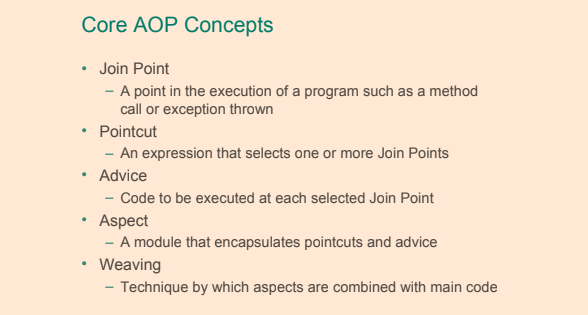 Core AOP Concepts
• Join Point
– A point in the execution of a program such as a method
call or exception thrown
• Pointcut
– An expression that selects one or more Join Points
• Advice
– Code to be executed at each selected Join Point
• Aspect
– A module that encapsulates pointcuts and advice
• Weaving
– Technique by which aspects are combined with main code